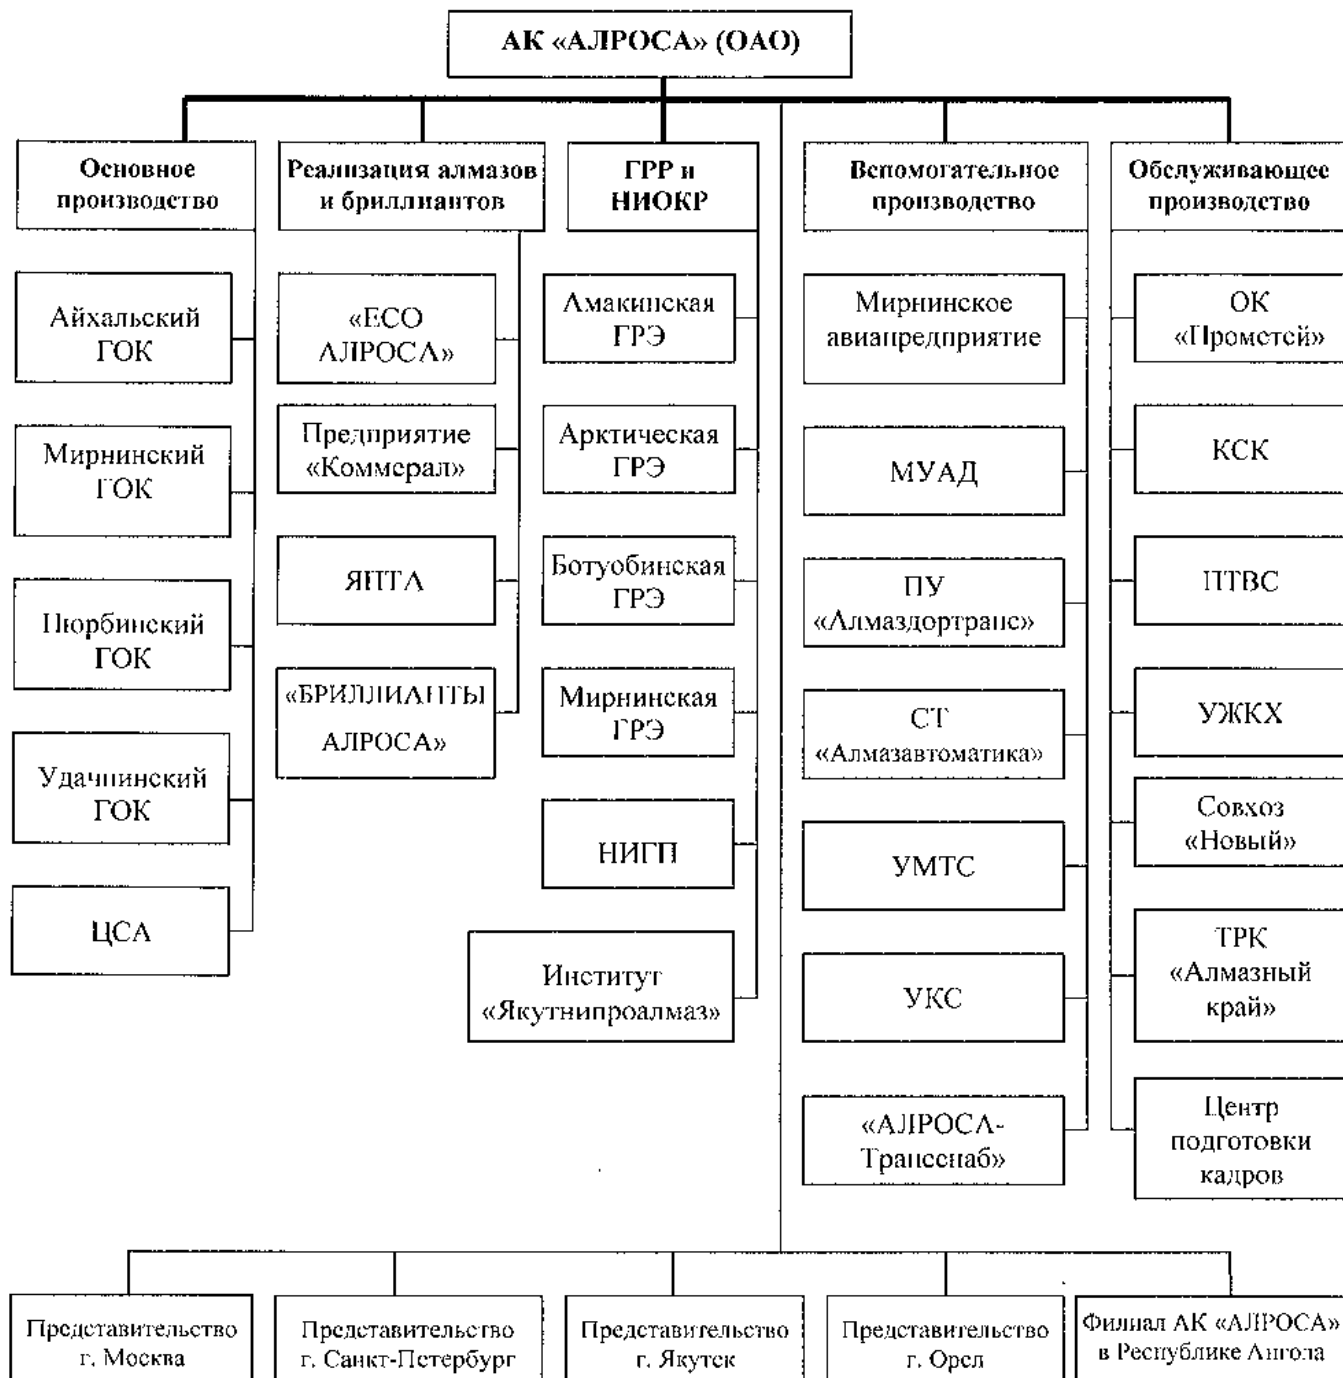 АК «АЛРОСА» (ОАО)
Основное
производство
Айхальский
ГОК
Мирнинский
ГОК
Нюрбинский
ГОК
Удачнинский
ГОК
ЦСА
Реализация алмазов
и бриллиантов
«ЕСО
АЛРОСА»
Предприятие
«Коммерал»
ЯПТА
«БРИЛЛИАНТЫ
АЛРОСА»
ГРР и
НИОКР
Амакинская
ГРЭ
Арктическая
ГРЭ
Ботуобинская
ГРЭ
Мирнинская
ГРЭ
НИГП
Институт
«Якутнипроалмаз»
Вспомогательное
производство
Мирнинское
авиапредприятие
МУАД
ПУ
«Алмаздортранс»
СТ
«Алмазавтоматика»
УМТС
УКС
«АЛРОСА-
Трансснаб»
Обслуживающее
производство
ОК
«Прометей»
КСК
ПТВС
УЖКХ
Совхоз
«Новый»
ТРК
«Алмазный
край»
Центр
подготовки
кадров
Представительство
г. Москва
Представительство
г. Санкт-Петербург
Представительство
г. Якутск
Представительство
г. Орел
Филиал АК «АЛРОСА»
в Республике Ангола